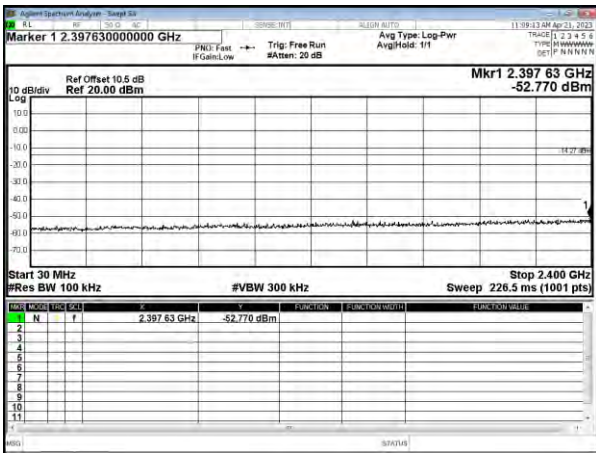 Agilent Spectrum Analyzer - Swept SA
RL RF 50 Ω AC SENSE:INT ALIGN AUTO 11:09:13 AM Apr 21, 2023
Marker 1 2.397630000000 GHz
PNO: Fast
IFGain:Low
Trig: Free Run
#Atten: 20 dB
Avg Type: Log-Pwr
Avg|Hold: 1/1
TRACE 1 2 3 4 5 6
TYPE M WWWWW
DET P N N N N N
10 dB/div
Log
Ref Offset 10.5 dB
Ref 20.00 dBm
Mkr1 2.397 63 GHz
-52.770 dBm
10.0
0.00
-10.0
-14.27 dBm
-20.0
-30.0
-40.0
1
-50.0
-60.0
-70.0
Start 30 MHz Stop 2.400 GHz
#Res BW 100 kHz #VBW 300 kHz Sweep 226.5 ms (1001 pts)
MKR MODE TRC SCL X Y FUNCTION FUNCTION WIDTH FUNCTION VALUE
1 N 1 f 2.397 63 GHz -52.770 dBm
2
3
4
5
6
7
8
9
10
11
MSG STATUS